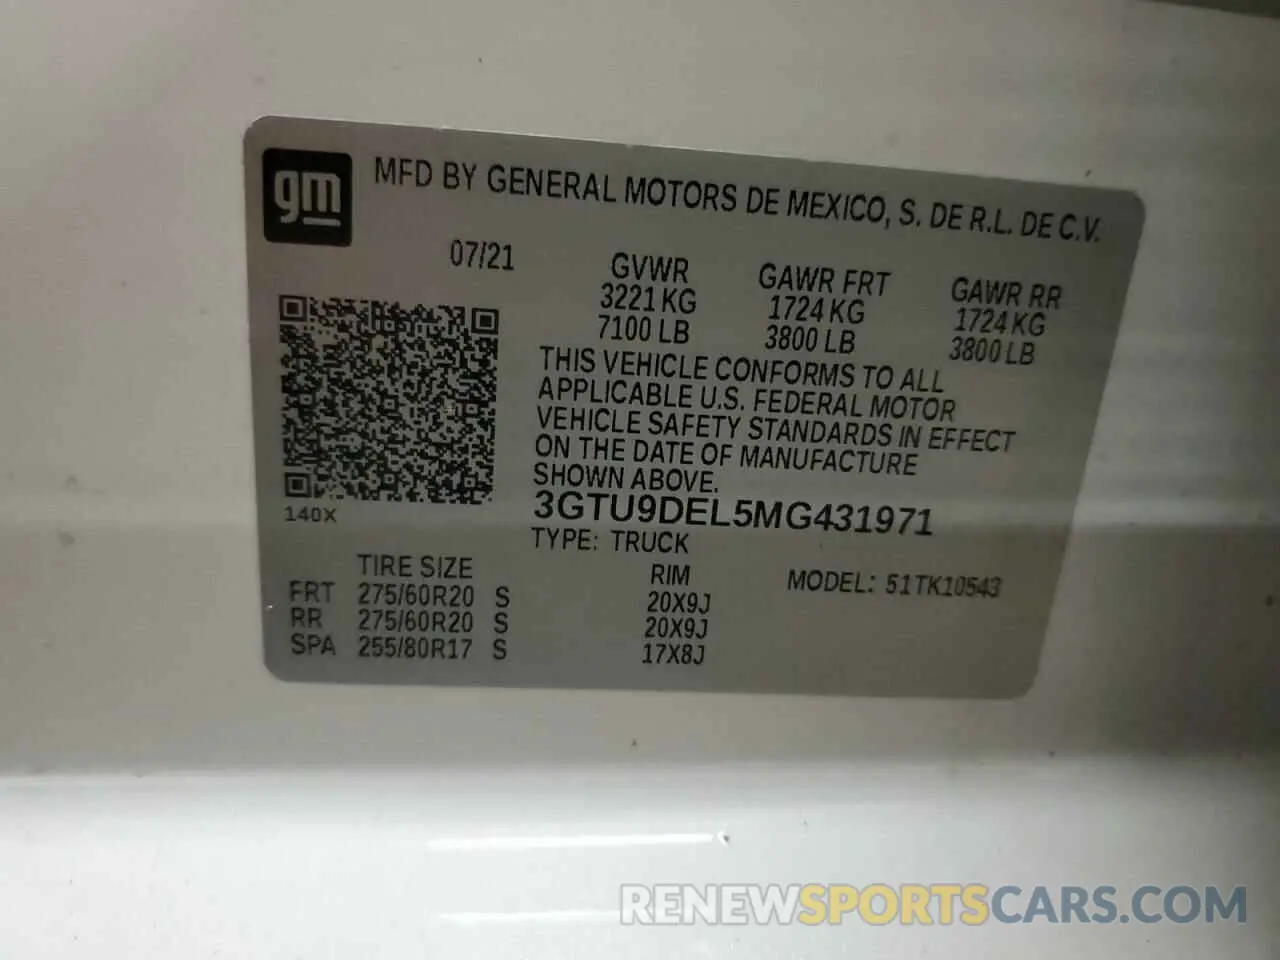 gm
MFD BY GENERAL MOTORS DE MEXICO, S. DE R.L. DE C.V.
07/21
GVWR GAWR FRT GAWR RR
3221 KG 1724 KG 1724 KG
7100 LB 3800 LB 3800 LB
THIS VEHICLE CONFORMS TO ALL
APPLICABLE U.S. FEDERAL MOTOR
VEHICLE SAFETY STANDARDS IN EFFECT
ON THE DATE OF MANUFACTURE
SHOWN ABOVE.
3GTU9DEL5MG431971
140X
TYPE: TRUCK
TIRE SIZE RIM MODEL: 51TK10543
FRT 275/60R20 S 20X9J
RR 275/60R20 S 20X9J
SPA 255/80R17 S 17X8J
RENEWSPORTSCARS.COM